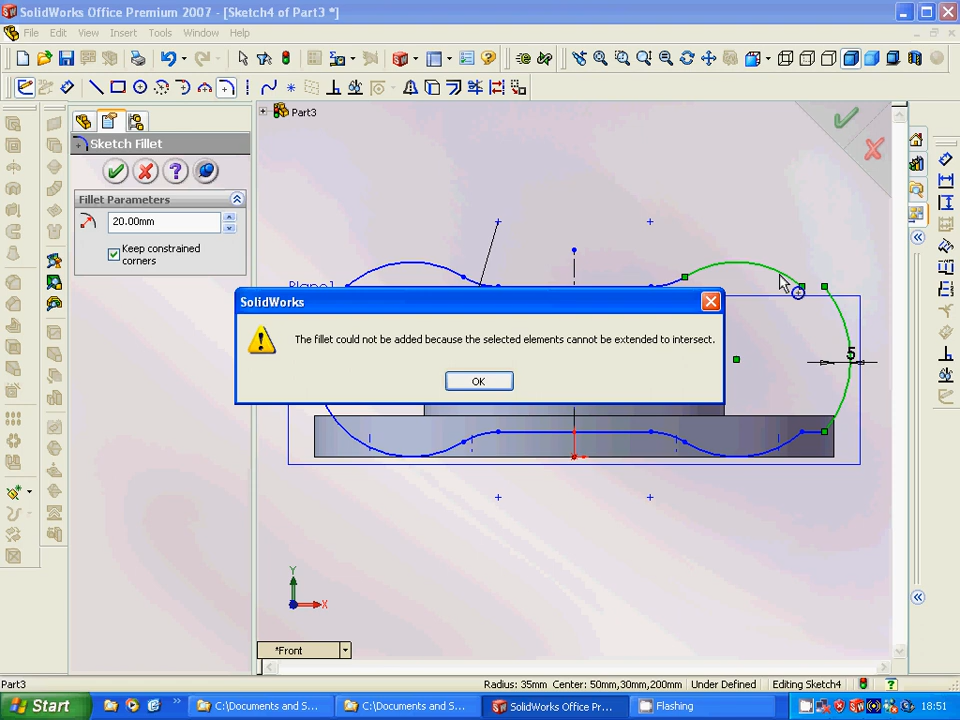 SolidWorks Office Premium 2007 - [Sketch4 of Part3 *]
File Edit View Insert Tools Window Help
Part3
Sketch Fillet
Fillet Parameters
20.00mm
Keep constrained
corners
Plane1
SolidWorks
The fillet could not be added because the selected elements cannot be extended to intersect.
OK
5
Y
X
*Front
Part3 Radius: 35mm Center: 50mm,30mm,200mm Under Defined Editing Sketch4
Start C:\Documents and S... C:\Documents and S... SolidWorks Office Pr... Flashing 18:51